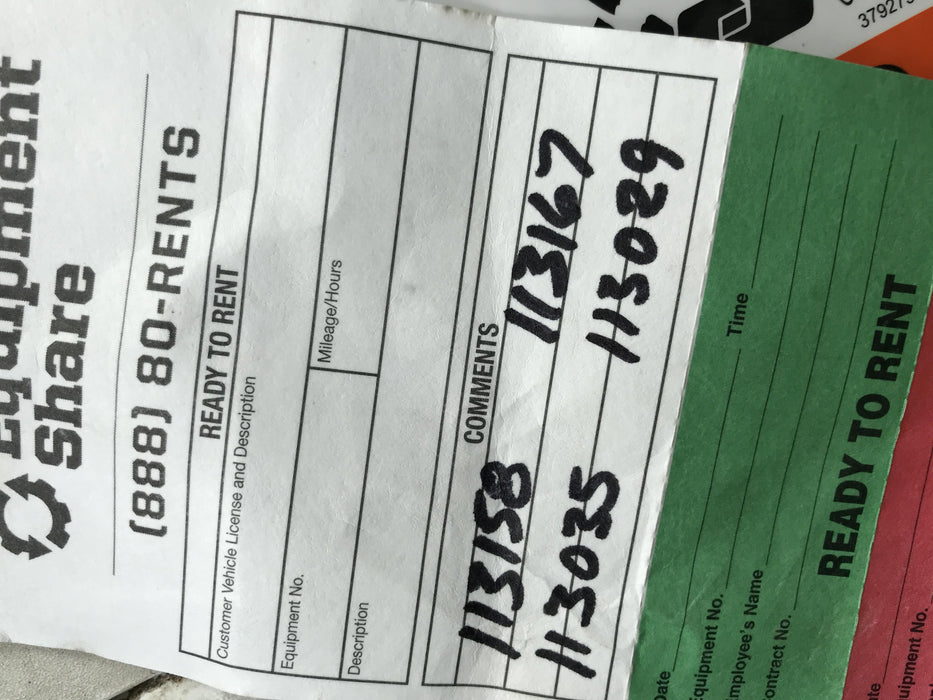 Equipment
Share
(888) 80-RENTS
READY TO RENT
Customer Vehicle License and Description
Equipment No.
Mileage/Hours
Description
COMMENTS
113158 113167
113035 113029
Time
Equipment No.
Employee's Name
Contract No.
READY TO RENT